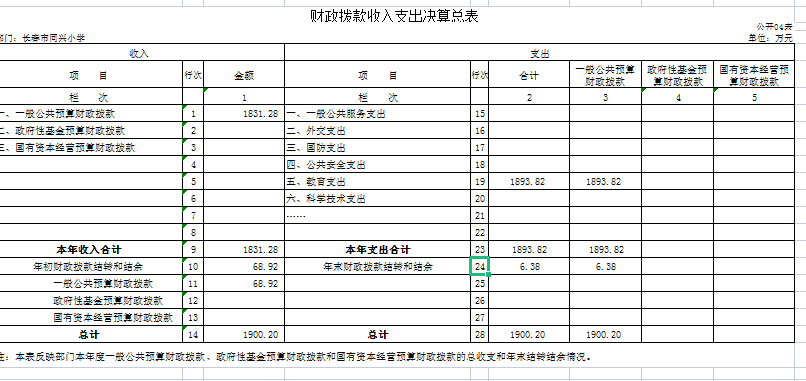 财政拨款收入支出决算总表
公开04表
部门：长春市同兴小学 单位：万元
收入 支出
项 目 行次 金额 项 目 行次 合计 一般公共预算财政拨款 政府性基金预算财政拨款 国有资本经营预算财政拨款
栏 次 1 栏 次 2 3 4 5
一、一般公共预算财政拨款 1 1831.28 一、一般公共服务支出 15
二、政府性基金预算财政拨款 2 二、外交支出 16
三、国有资本经营预算财政拨款 3 三、国防支出 17
4 四、公共安全支出 18
5 五、教育支出 19 1893.82 1893.82
6 六、科学技术支出 20
7 …… 21
8 22
本年收入合计 9 1831.28 本年支出合计 23 1893.82 1893.82
年初财政拨款结转和结余 10 68.92 年末财政拨款结转和结余 24 6.38 6.38
一般公共预算财政拨款 11 68.92 25
政府性基金预算财政拨款 12 26
国有资本经营预算财政拨款 13 27
总计 14 1900.20 总计 28 1900.20 1900.20
注：本表反映部门本年度一般公共预算财政拨款、政府性基金预算财政拨款和国有资本经营预算财政拨款的总收支和年末结转结余情况。